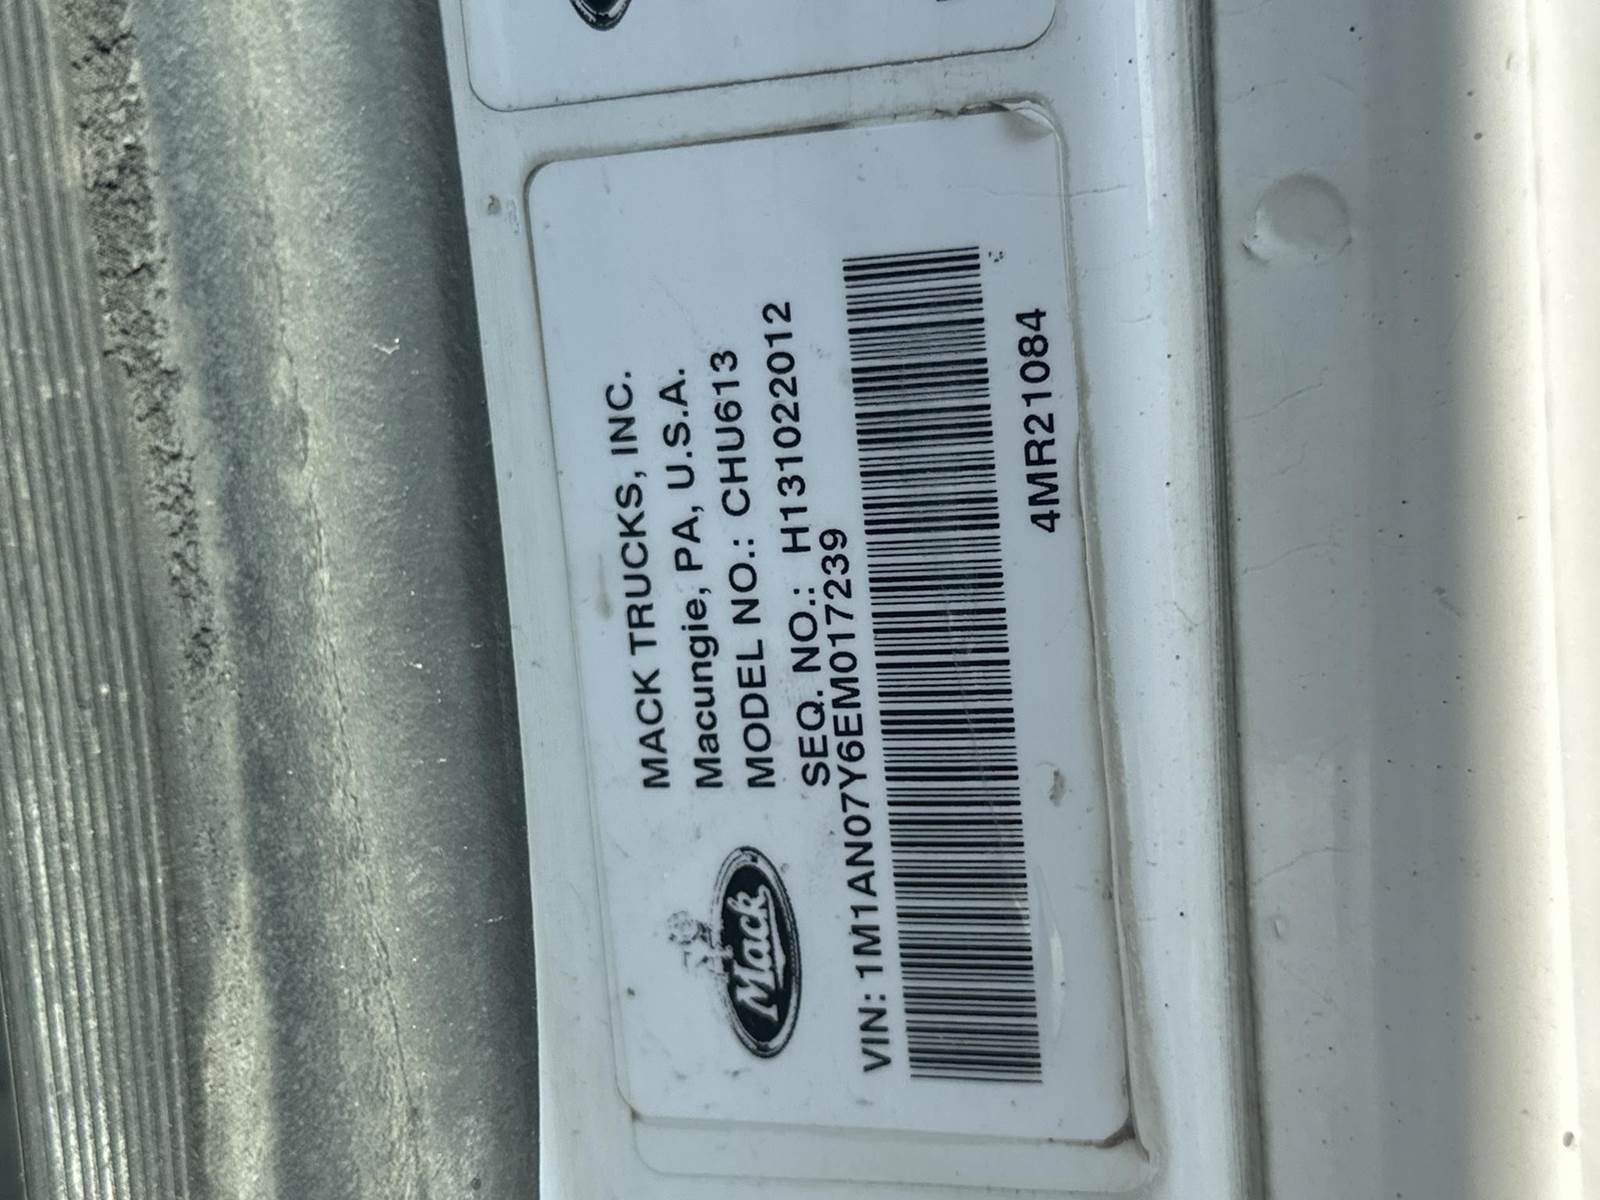 MACK TRUCKS, INC.
Macungie, PA, U.S.A.
MODEL NO.: CHU613
SEQ. NO.: H131022012
Mack
VIN: 1M1AN07Y6EM017239
4MR21084